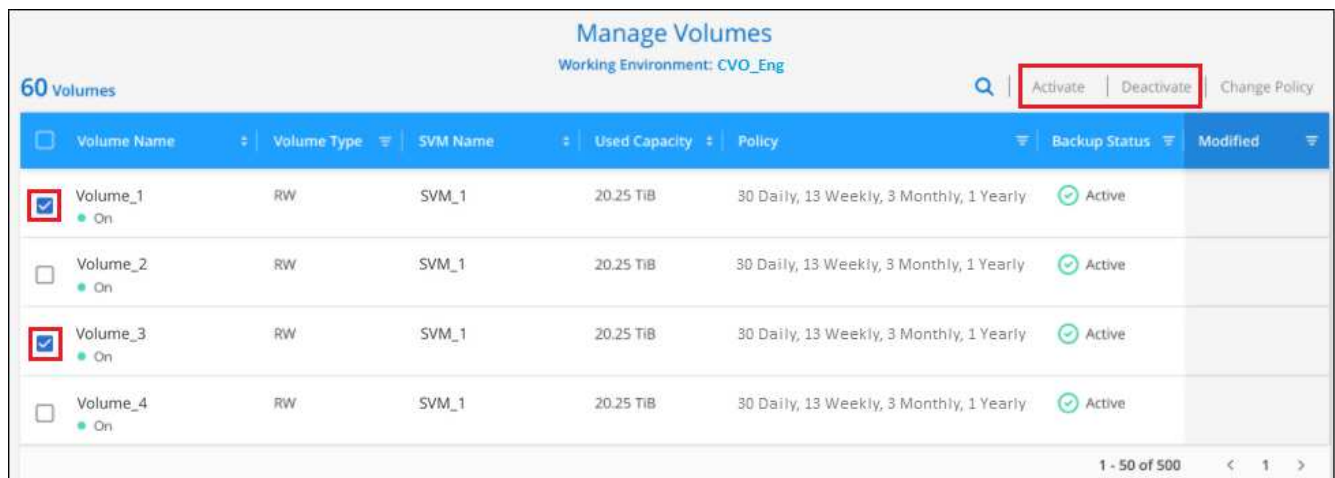 Manage Volumes
Working Environment: CVO_Eng
60 Volumes
Activate | Deactivate | Change Policy
Volume Name Volume Type SVM Name Used Capacity Policy Backup Status Modified
Volume_1 RW SVM_1 20.25 TiB 30 Daily, 13 Weekly, 3 Monthly, 1 Yearly Active
On
Volume_2 RW SVM_1 20.25 TiB 30 Daily, 13 Weekly, 3 Monthly, 1 Yearly Active
On
Volume_3 RW SVM_1 20.25 TiB 30 Daily, 13 Weekly, 3 Monthly, 1 Yearly Active
On
Volume_4 RW SVM_1 20.25 TiB 30 Daily, 13 Weekly, 3 Monthly, 1 Yearly Active
On
1 - 50 of 500 < 1 >